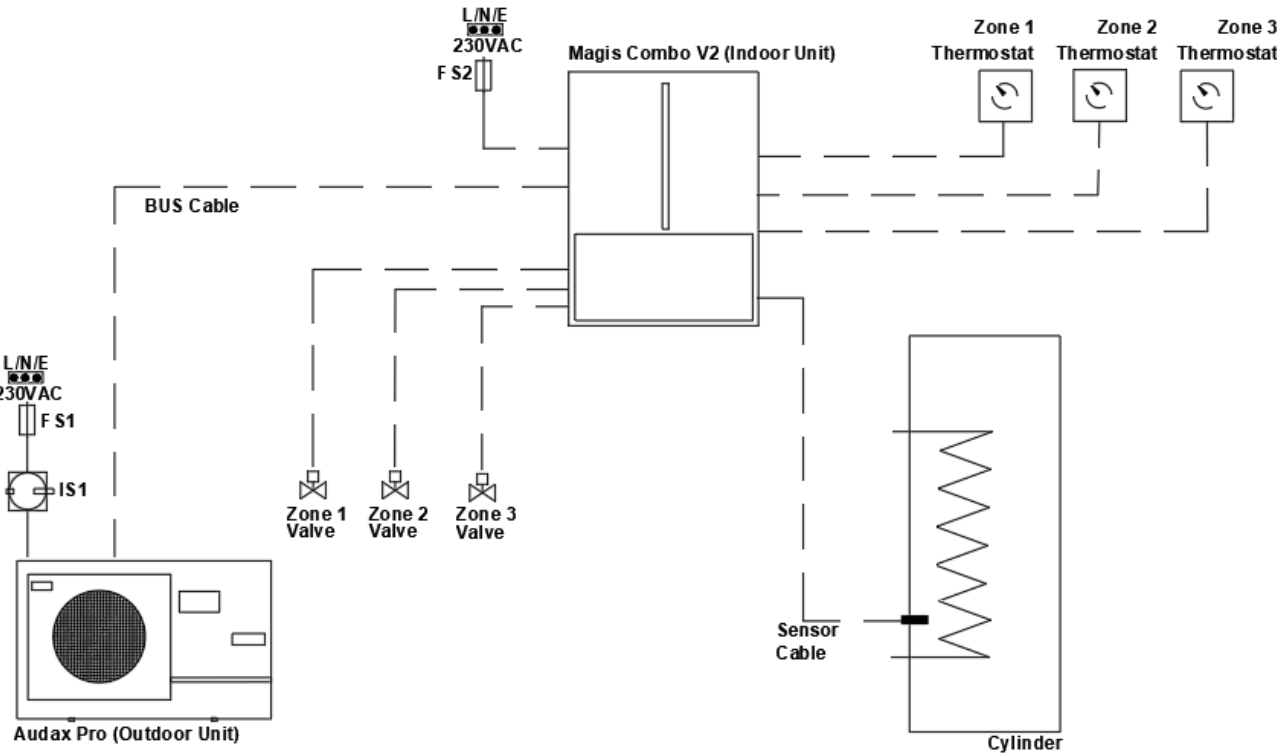 L/N/E
230VAC
F S2
Magis Combo V2 (Indoor Unit)
Zone 1
Thermostat
Zone 2
Thermostat
Zone 3
Thermostat
BUS Cable
L/N/E
230VAC
F S1
IS1
Zone 1
Valve
Zone 2
Valve
Zone 3
Valve
Sensor
Cable
Audax Pro (Outdoor Unit)
Cylinder